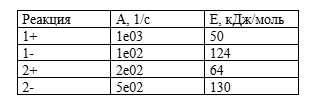 Реакция A, 1/с E, кДж/моль
1+ 1e03 50
1- 1e02 124
2+ 2e02 64
2- 5e02 130